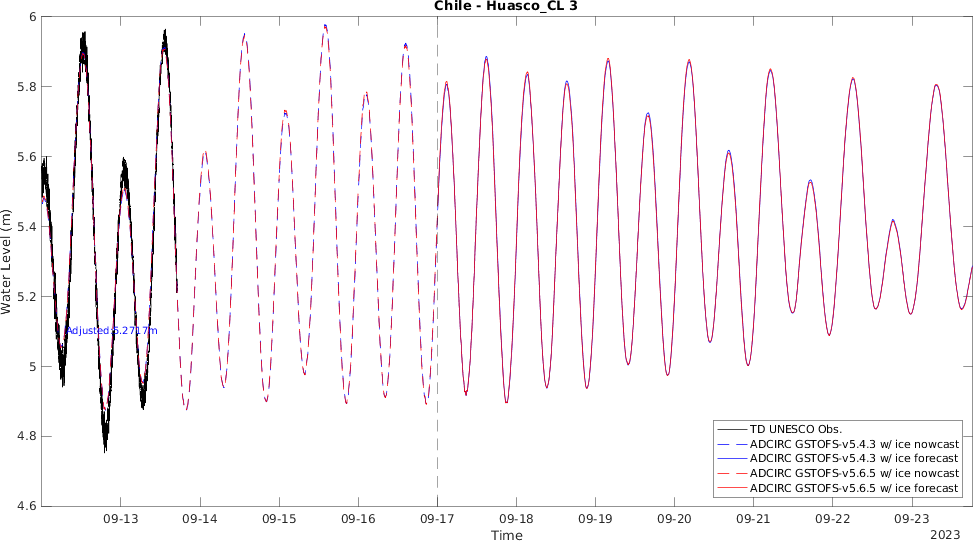 Chile - Huasco_CL 3
Water Level (m)
6
5.8
5.6
5.4
5.2
5
4.8
4.6
Adjusted:5.2717m
TD UNESCO Obs.
ADCIRC GSTOFS-v5.4.3 w/ ice nowcast
ADCIRC GSTOFS-v5.4.3 w/ ice forecast
ADCIRC GSTOFS-v5.6.5 w/ ice nowcast
ADCIRC GSTOFS-v5.6.5 w/ ice forecast
09-13 09-14 09-15 09-16 09-17 09-18 09-19 09-20 09-21 09-22 09-23
Time
2023